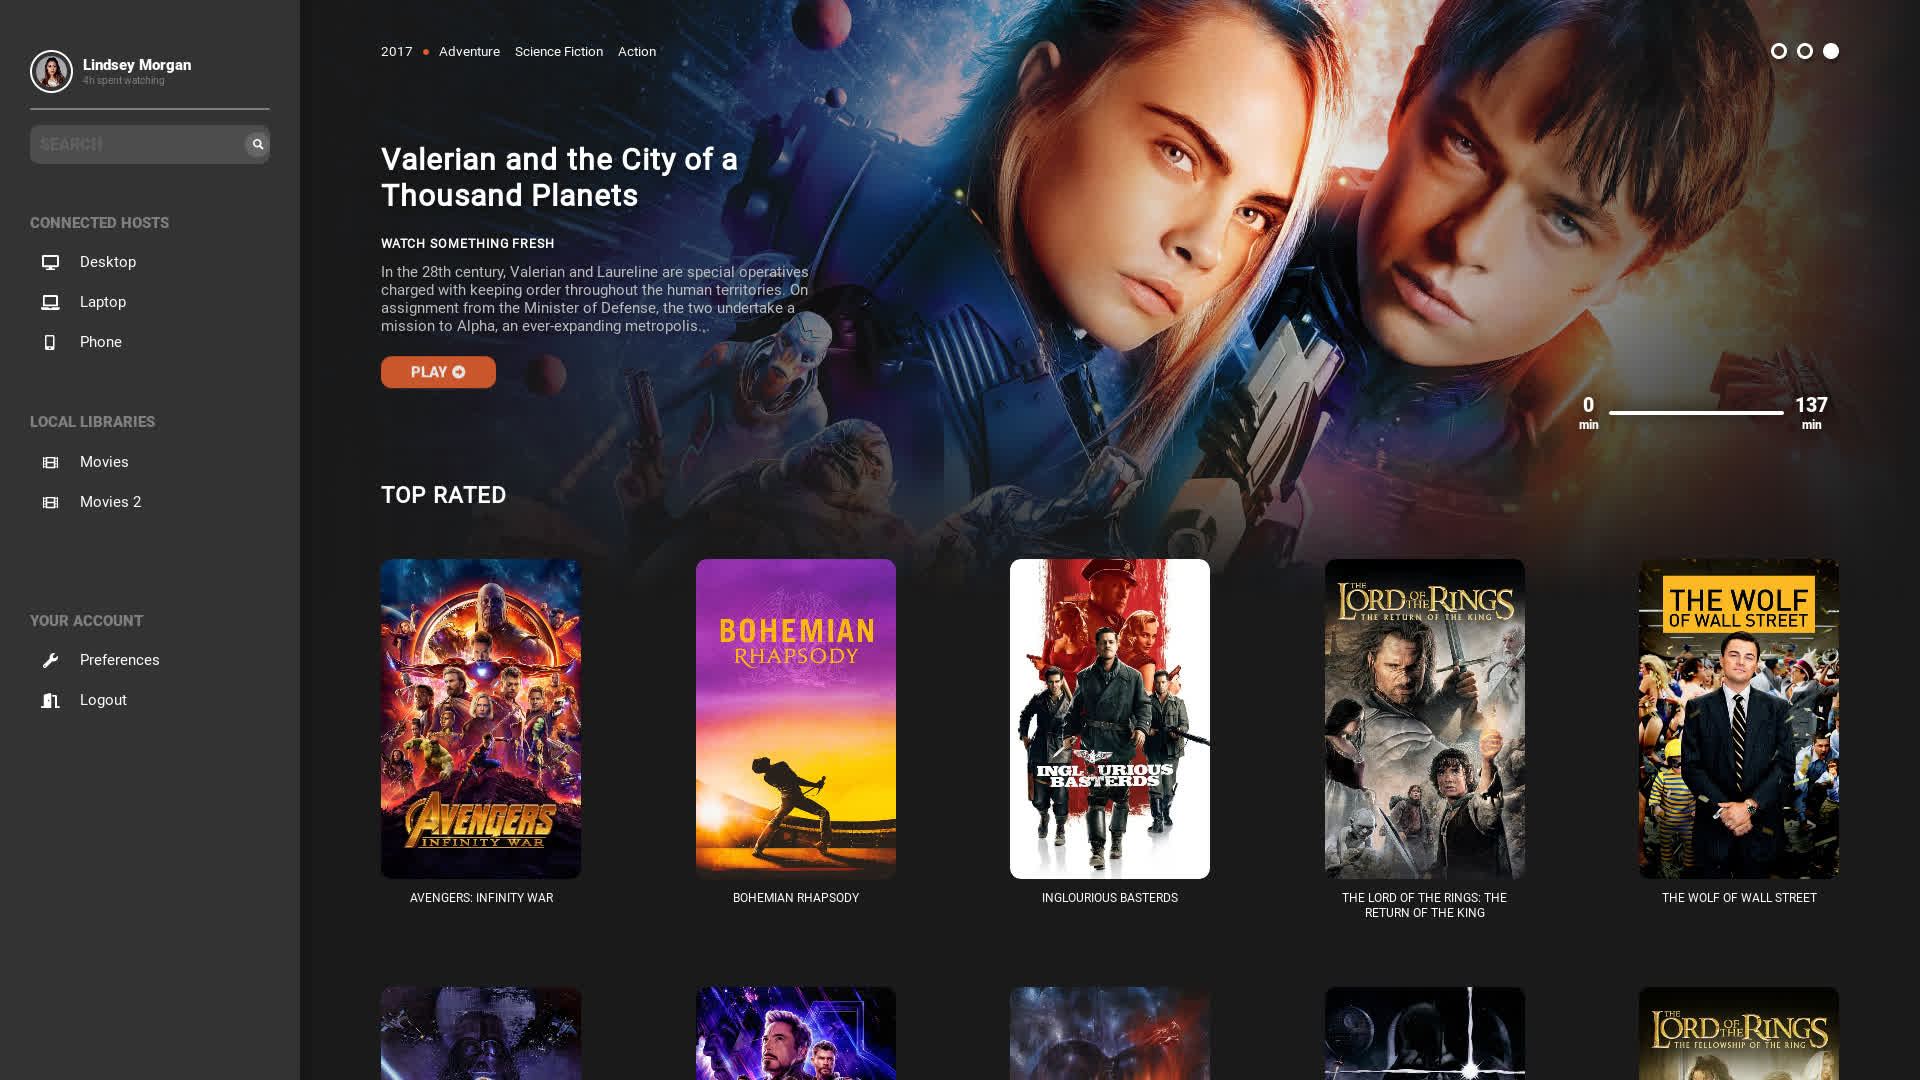 Lindsey Morgan
4h spent watching
SEARCH
CONNECTED HOSTS
Desktop
Laptop
Phone
LOCAL LIBRARIES
Movies
Movies 2
YOUR ACCOUNT
Preferences
Logout
2017 • Adventure Science Fiction Action
Valerian and the City of a
Thousand Planets
WATCH SOMETHING FRESH
In the 28th century, Valerian and Laureline are special operatives
charged with keeping order throughout the human territories. On
assignment from the Minister of Defense, the two undertake a
mission to Alpha, an ever-expanding metropolis...
PLAY
0 137
min min
TOP RATED
AVENGERS
INFINITY WAR
AVENGERS: INFINITY WAR
BOHEMIAN
RHAPSODY
BOHEMIAN RHAPSODY
INGLOURIOUS
BASTERDS
INGLOURIOUS BASTERDS
THE
LORD OF THE RINGS
THE RETURN OF THE KING
THE LORD OF THE RINGS: THE
RETURN OF THE KING
THE WOLF
OF WALL STREET
THE WOLF OF WALL STREET
THE
LORD OF THE RINGS
THE FELLOWSHIP OF THE RING